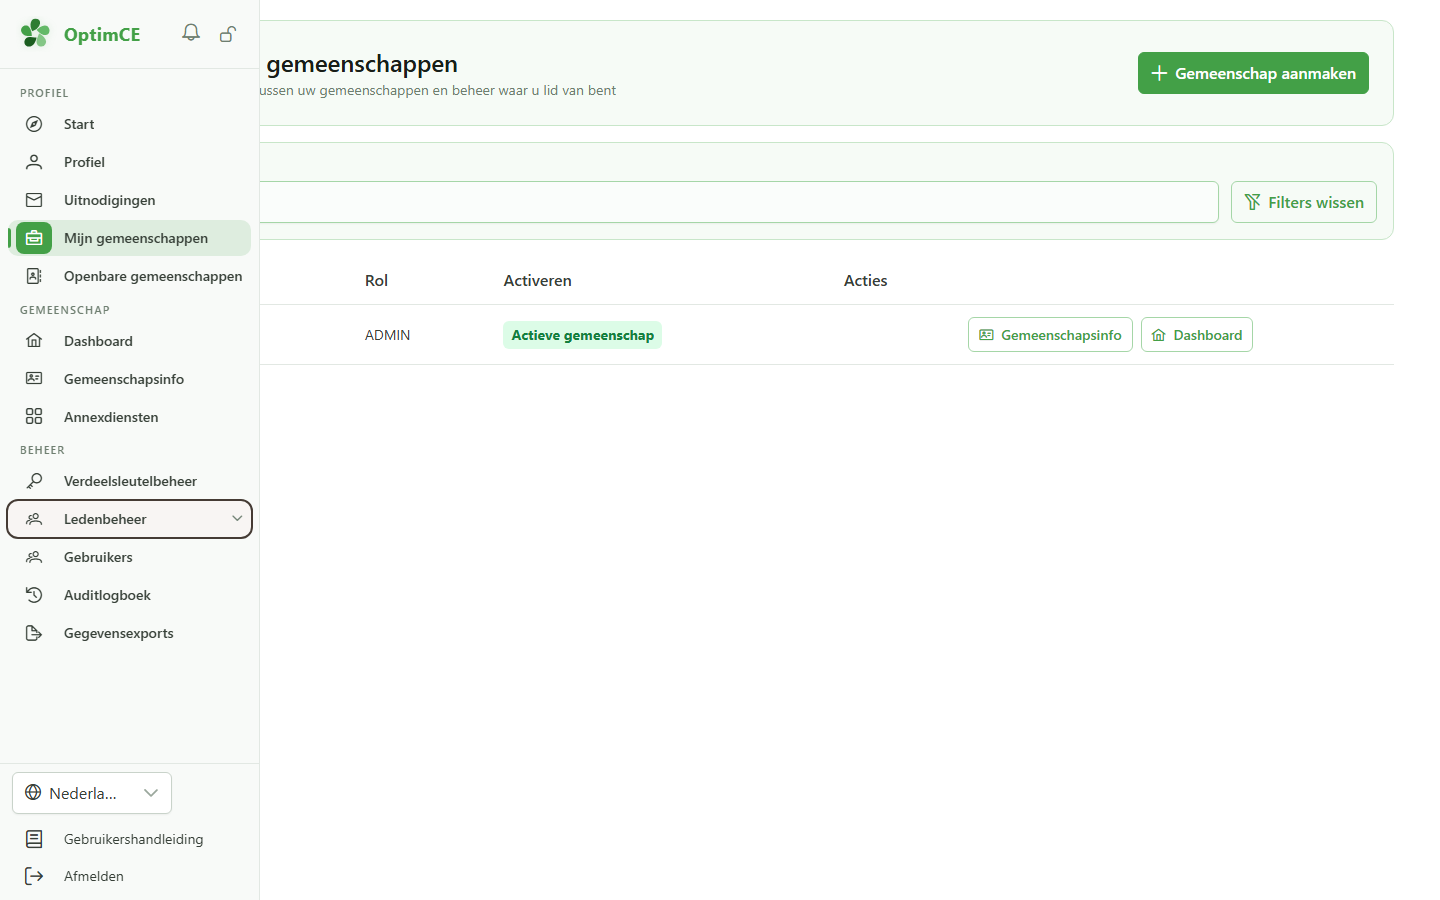 OptimCE
PROFIEL
Start
Profiel
Uitnodigingen
Mijn gemeenschappen
Openbare gemeenschappen
GEMEENSCHAP
Dashboard
Gemeenschapsinfo
Annexdiensten
BEHEER
Verdeelsleutelbeheer
Ledenbeheer
Gebruikers
Auditlogboek
Gegevensexports
Nederla...
Gebruikershandleiding
Afmelden
gemeenschappen
ussen uw gemeenschappen en beheer waar u lid van bent
Gemeenschap aanmaken
Filters wissen
Rol Activeren Acties
ADMIN Actieve gemeenschap Gemeenschapsinfo Dashboard